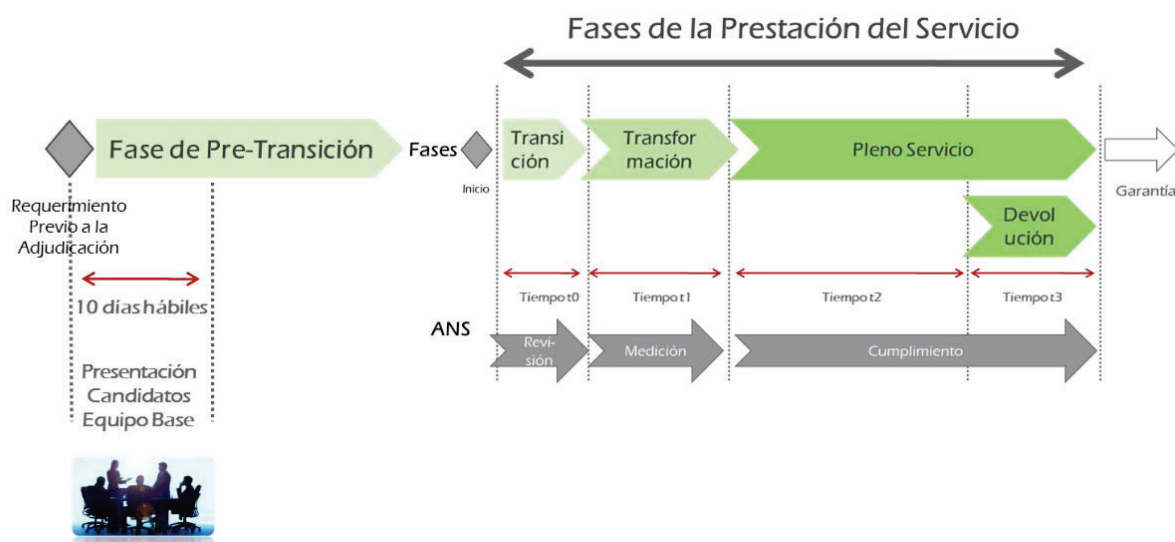 Fases de la Prestación del Servicio
Fase de Pre-Transición
Fases
Inicio
Transi
ción
Transfor
mación
Pleno Servicio
Garantía
Devol
ución
Requerimiento
Previo a la
Adjudicación
10 días hábiles
Presentación
Candidatos
Equipo Base
Tiempo t0
Tiempo t1
Tiempo t2
Tiempo t3
ANS
Revi-
sión
Medición
Cumplimiento